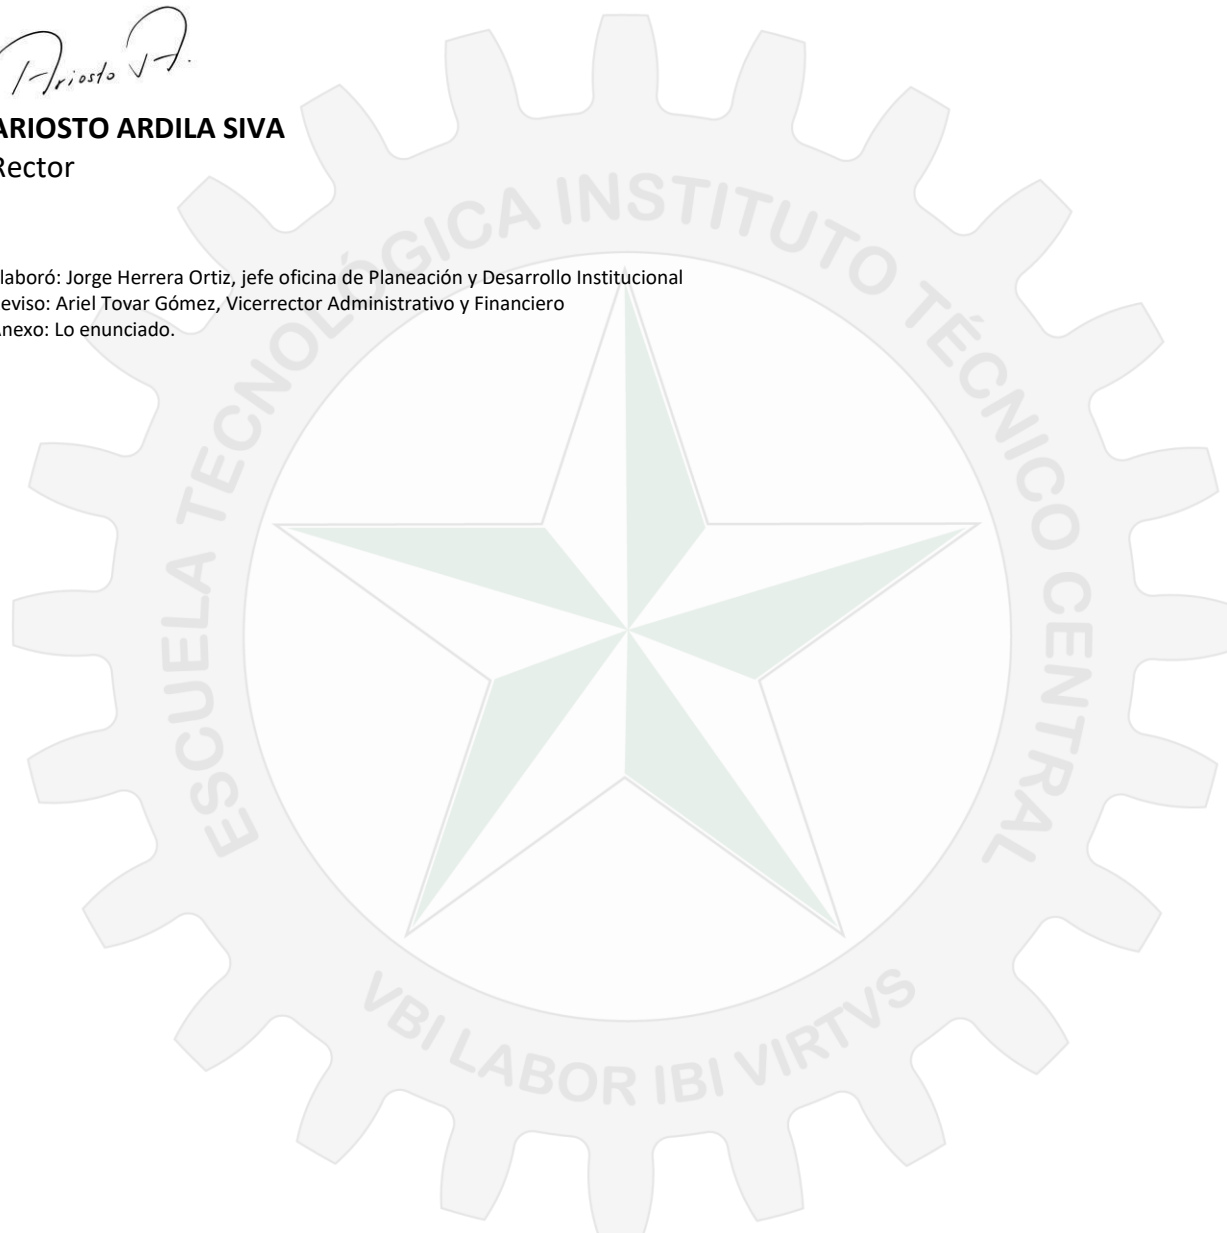 Ariosto A.
ARIOSTO ARDILA SIVA
Rector
laboró: Jorge Herrera Ortiz, jefe oficina de Planeación y Desarrollo Institucional
eviso: Ariel Tovar Gómez, Vicerrector Administrativo y Financiero
Anexo: Lo enunciado.
ESCUELA TECNOLÓGICA INSTITUTO TÉCNICO CENTRAL
VBI LABOR IBI VIRTVS